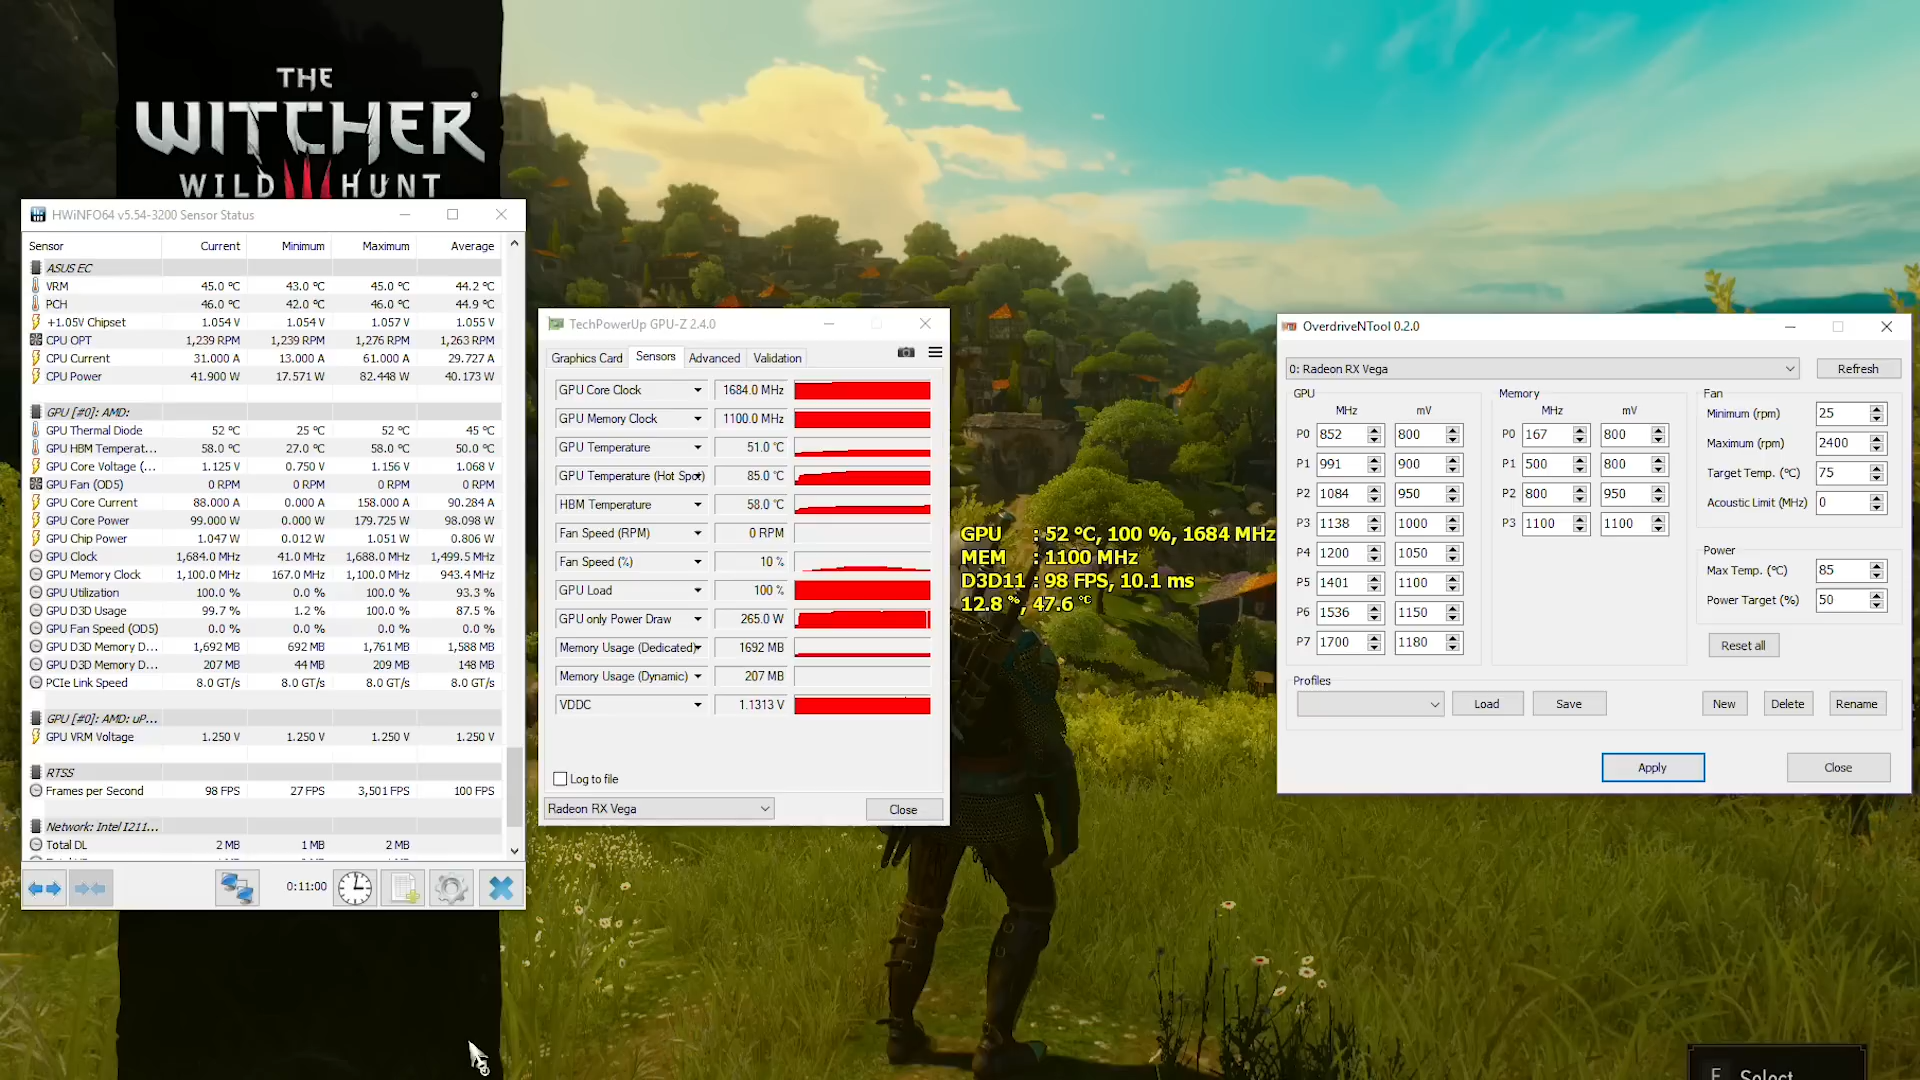 THE
WITCHER
WILD HUNT
HWiNFO64 v5.54-3200 Sensor Status
Sensor Current Minimum Maximum Average
ASUS EC
VRM 45.0 °C 43.0 °C 45.0 °C 44.2 °C
PCH 46.0 °C 42.0 °C 46.0 °C 44.9 °C
+1.05V Chipset 1.054 V 1.054 V 1.057 V 1.055 V
CPU OPT 1,239 RPM 1,239 RPM 1,276 RPM 1,263 RPM
CPU Current 31.000 A 13.000 A 61.000 A 29.727 A
CPU Power 41.900 W 17.571 W 82.448 W 40.173 W
GPU [#0]: AMD:
GPU Thermal Diode 52 °C 25 °C 52 °C 45 °C
GPU HBM Temperat... 58.0 °C 27.0 °C 58.0 °C 50.0 °C
GPU Core Voltage (... 1.125 V 0.750 V 1.156 V 1.068 V
GPU Fan (OD5) 0 RPM 0 RPM 0 RPM 0 RPM
GPU Core Current 88.000 A 0.000 A 158.000 A 90.284 A
GPU Core Power 99.000 W 0.000 W 179.725 W 98.098 W
GPU Chip Power 1.047 W 0.012 W 1.051 W 0.806 W
GPU Clock 1,684.0 MHz 41.0 MHz 1,688.0 MHz 1,499.5 MHz
GPU Memory Clock 1,100.0 MHz 167.0 MHz 1,100.0 MHz 943.4 MHz
GPU Utilization 100.0 % 0.0 % 100.0 % 93.3 %
GPU D3D Usage 99.7 % 1.2 % 100.0 % 87.5 %
GPU Fan Speed (OD5) 0.0 % 0.0 % 0.0 % 0.0 %
GPU D3D Memory D... 1,692 MB 692 MB 1,761 MB 1,588 MB
GPU D3D Memory D... 207 MB 44 MB 209 MB 148 MB
PCIe Link Speed 8.0 GT/s 8.0 GT/s 8.0 GT/s 8.0 GT/s
GPU [#0]: AMD: uP...
GPU VRM Voltage 1.250 V 1.250 V 1.250 V 1.250 V
RTSS
Frames per Second 98 FPS 27 FPS 3,501 FPS 100 FPS
Network: Intel I211...
Total DL 2 MB 1 MB 2 MB
0:11:00
TechPowerUp GPU-Z 2.4.0
Graphics Card Sensors Advanced Validation
GPU Core Clock 1684.0 MHz
GPU Memory Clock 1100.0 MHz
GPU Temperature 51.0 °C
GPU Temperature (Hot Spot) 85.0 °C
HBM Temperature 58.0 °C
Fan Speed (RPM) 0 RPM
Fan Speed (%) 10 %
GPU Load 100 %
GPU only Power Draw 265.0 W
Memory Usage (Dedicated) 1692 MB
Memory Usage (Dynamic) 207 MB
VDDC 1.1313 V
Log to file
Radeon RX Vega Close
GPU : 52 °C, 100 %, 1684 MHz
MEM : 1100 MHz
D3D11 : 98 FPS, 10.1 ms
12.8 %, 47.6 °C
OverdriveNTool 0.2.0
0: Radeon RX Vega Refresh
GPU Memory Fan
MHz mV MHz mV Minimum (rpm) 25
P0 852 800 P0 167 800 Maximum (rpm) 2400
P1 991 900 P1 500 800 Target Temp. (°C) 75
P2 1084 950 P2 800 950 Acoustic Limit (MHz) 0
P3 1138 1000 P3 1100 1100
P4 1200 1050 Power
P5 1401 1100 Max Temp. (°C) 85
P6 1536 1150 Power Target (%) 50
P7 1700 1180 Reset all
Profiles
Load Save New Delete Rename
Apply Close
E Select